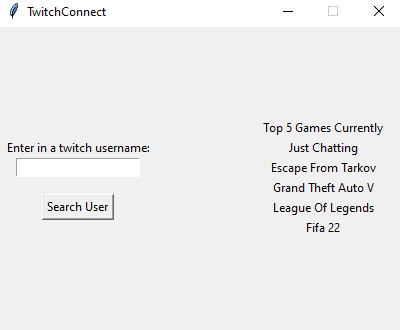 TwitchConnect
Enter in a twitch username:
Search User
Top 5 Games Currently
Just Chatting
Escape From Tarkov
Grand Theft Auto V
League Of Legends
Fifa 22